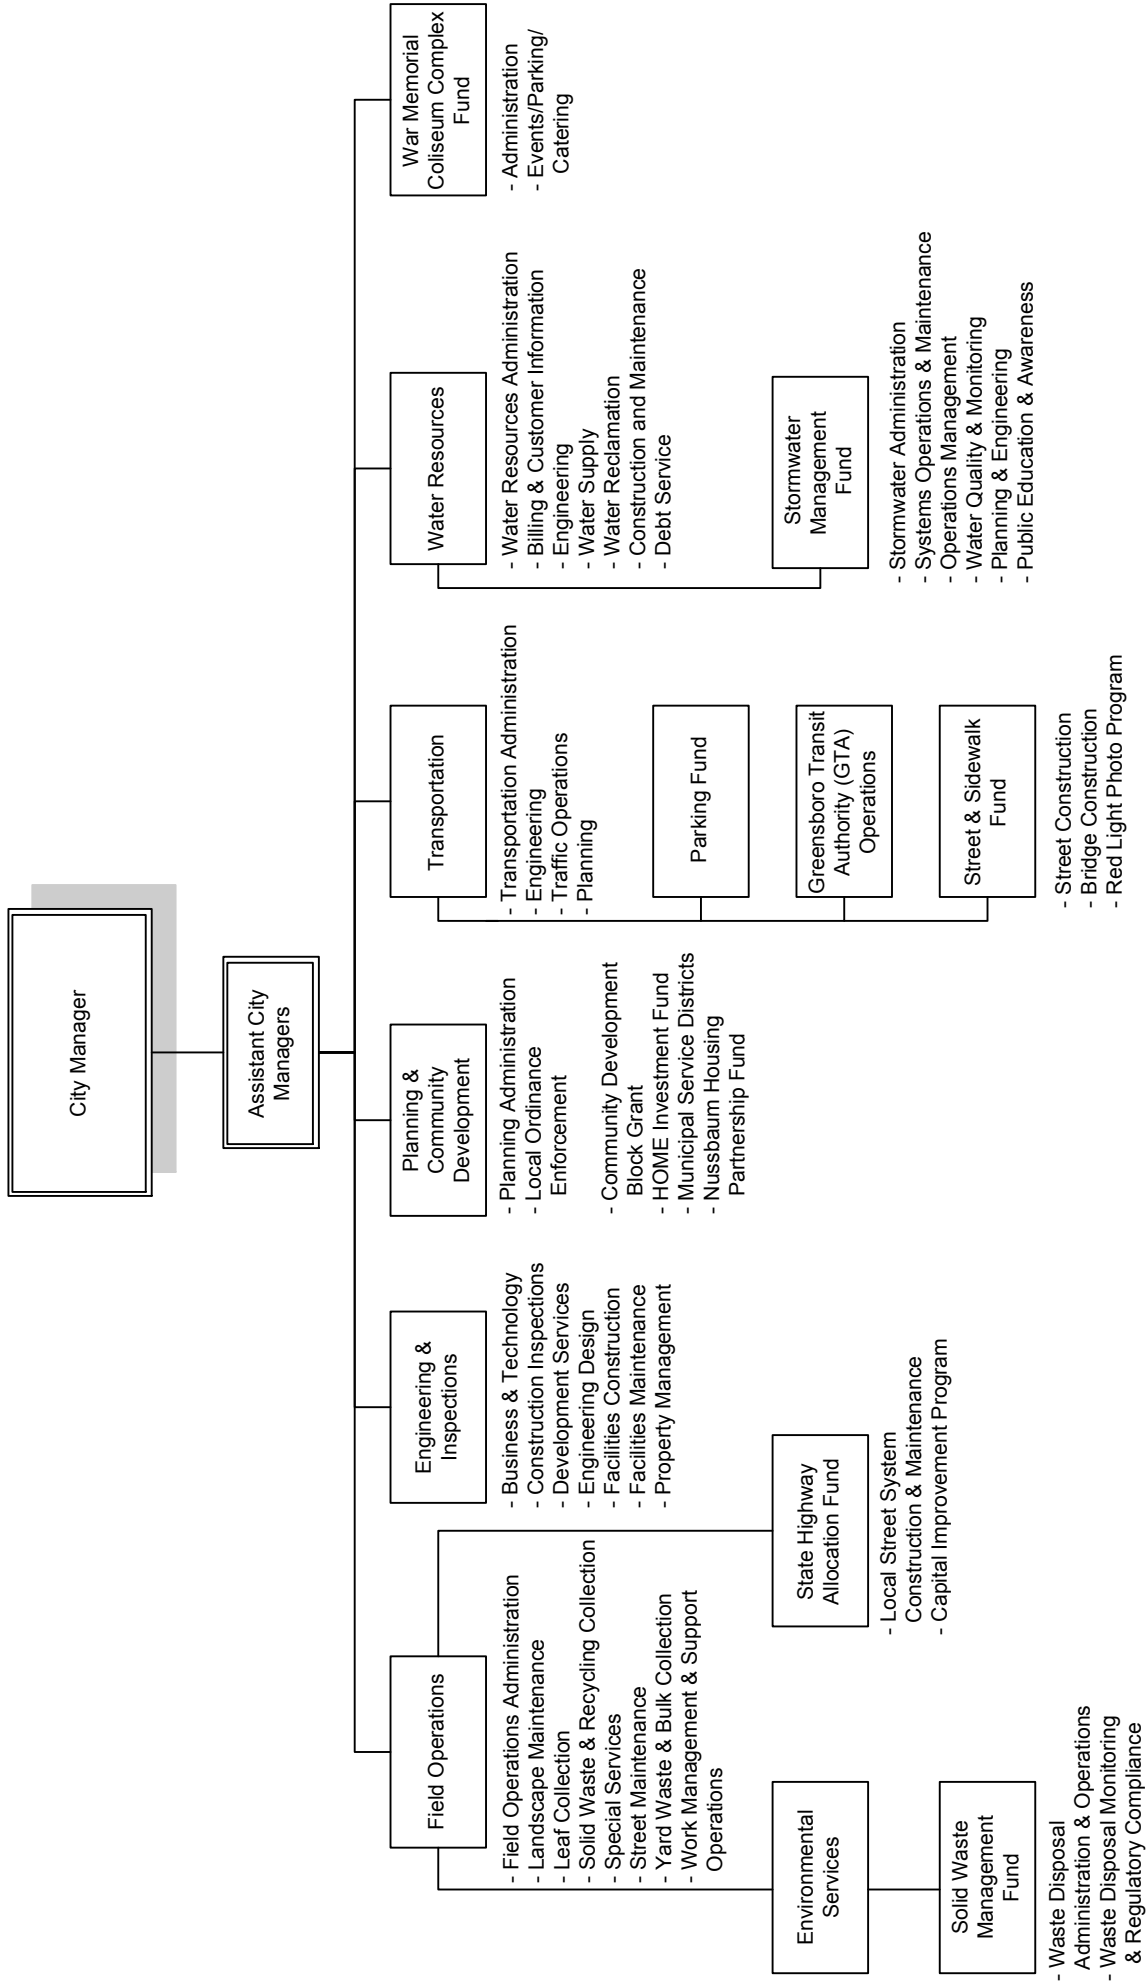 City Manager
Assistant City
Managers
Field Operations
- Field Operations Administration
- Landscape Maintenance
- Leaf Collection
- Solid Waste & Recycling Collection
- Special Services
- Street Maintenance
- Yard Waste & Bulk Collection
- Work Management & Support
Operations
Environmental
Services
Solid Waste
Management
Fund
- Waste Disposal
Administration & Operations
- Waste Disposal Monitoring
& Regulatory Compliance
State Highway
Allocation Fund
- Local Street System
Construction & Maintenance
- Capital Improvement Program
Engineering &
Inspections
- Business & Technology
- Construction Inspections
- Development Services
- Engineering Design
- Facilities Construction
- Facilities Maintenance
- Property Management
Planning &
Community
Development
- Planning Administration
- Local Ordinance
Enforcement
- Community Development
Block Grant
- HOME Investment Fund
- Municipal Service Districts
- Nussbaum Housing
Partnership Fund
Transportation
- Transportation Administration
- Engineering
- Traffic Operations
- Planning
Parking Fund
Greensboro Transit
Authority (GTA)
Operations
Street & Sidewalk
Fund
- Street Construction
- Bridge Construction
- Red Light Photo Program
Water Resources
- Water Resources Administration
- Billing & Customer Information
- Engineering
- Water Supply
- Water Reclamation
- Construction and Maintenance
- Debt Service
Stormwater
Management
Fund
- Stormwater Administration
- Systems Operations & Maintenance
- Operations Management
- Water Quality & Monitoring
- Planning & Engineering
- Public Education & Awareness
War Memorial
Coliseum Complex
Fund
- Administration
- Events/Parking/
Catering